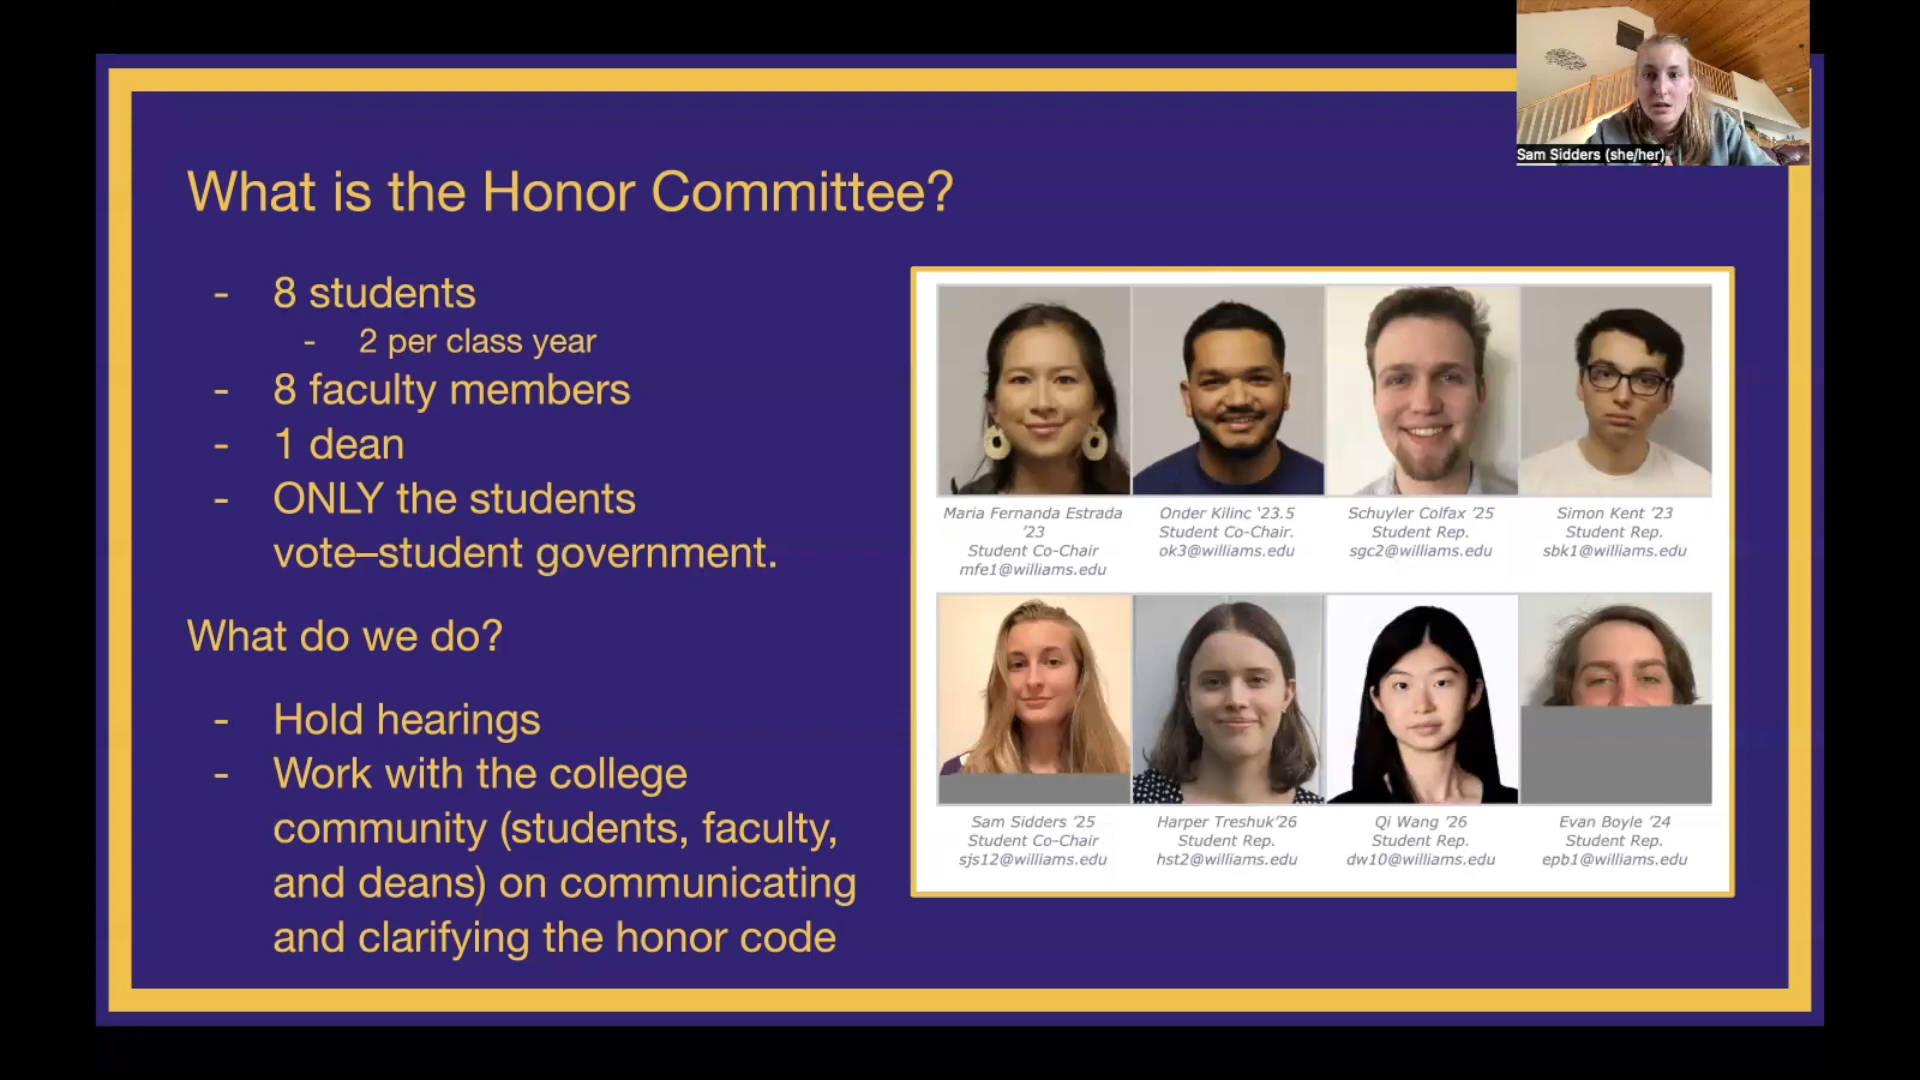 Sam Sidders (she/her)
What is the Honor Committee?
- 8 students
- 2 per class year
- 8 faculty members
- 1 dean
- ONLY the students
vote–student government.
What do we do?
- Hold hearings
- Work with the college
community (students, faculty,
and deans) on communicating
and clarifying the honor code
Maria Fernanda Estrada
'23
Student Co-Chair
mfe1@williams.edu
Onder Kilinc '23.5
Student Co-Chair.
ok3@williams.edu
Schuyler Colfax '25
Student Rep.
sgc2@williams.edu
Simon Kent '23
Student Rep.
sbk1@williams.edu
Sam Sidders '25
Student Co-Chair
sjs12@williams.edu
Harper Treshuk'26
Student Rep.
hst2@williams.edu
Qi Wang '26
Student Rep.
dw10@williams.edu
Evan Boyle '24
Student Rep.
epb1@williams.edu